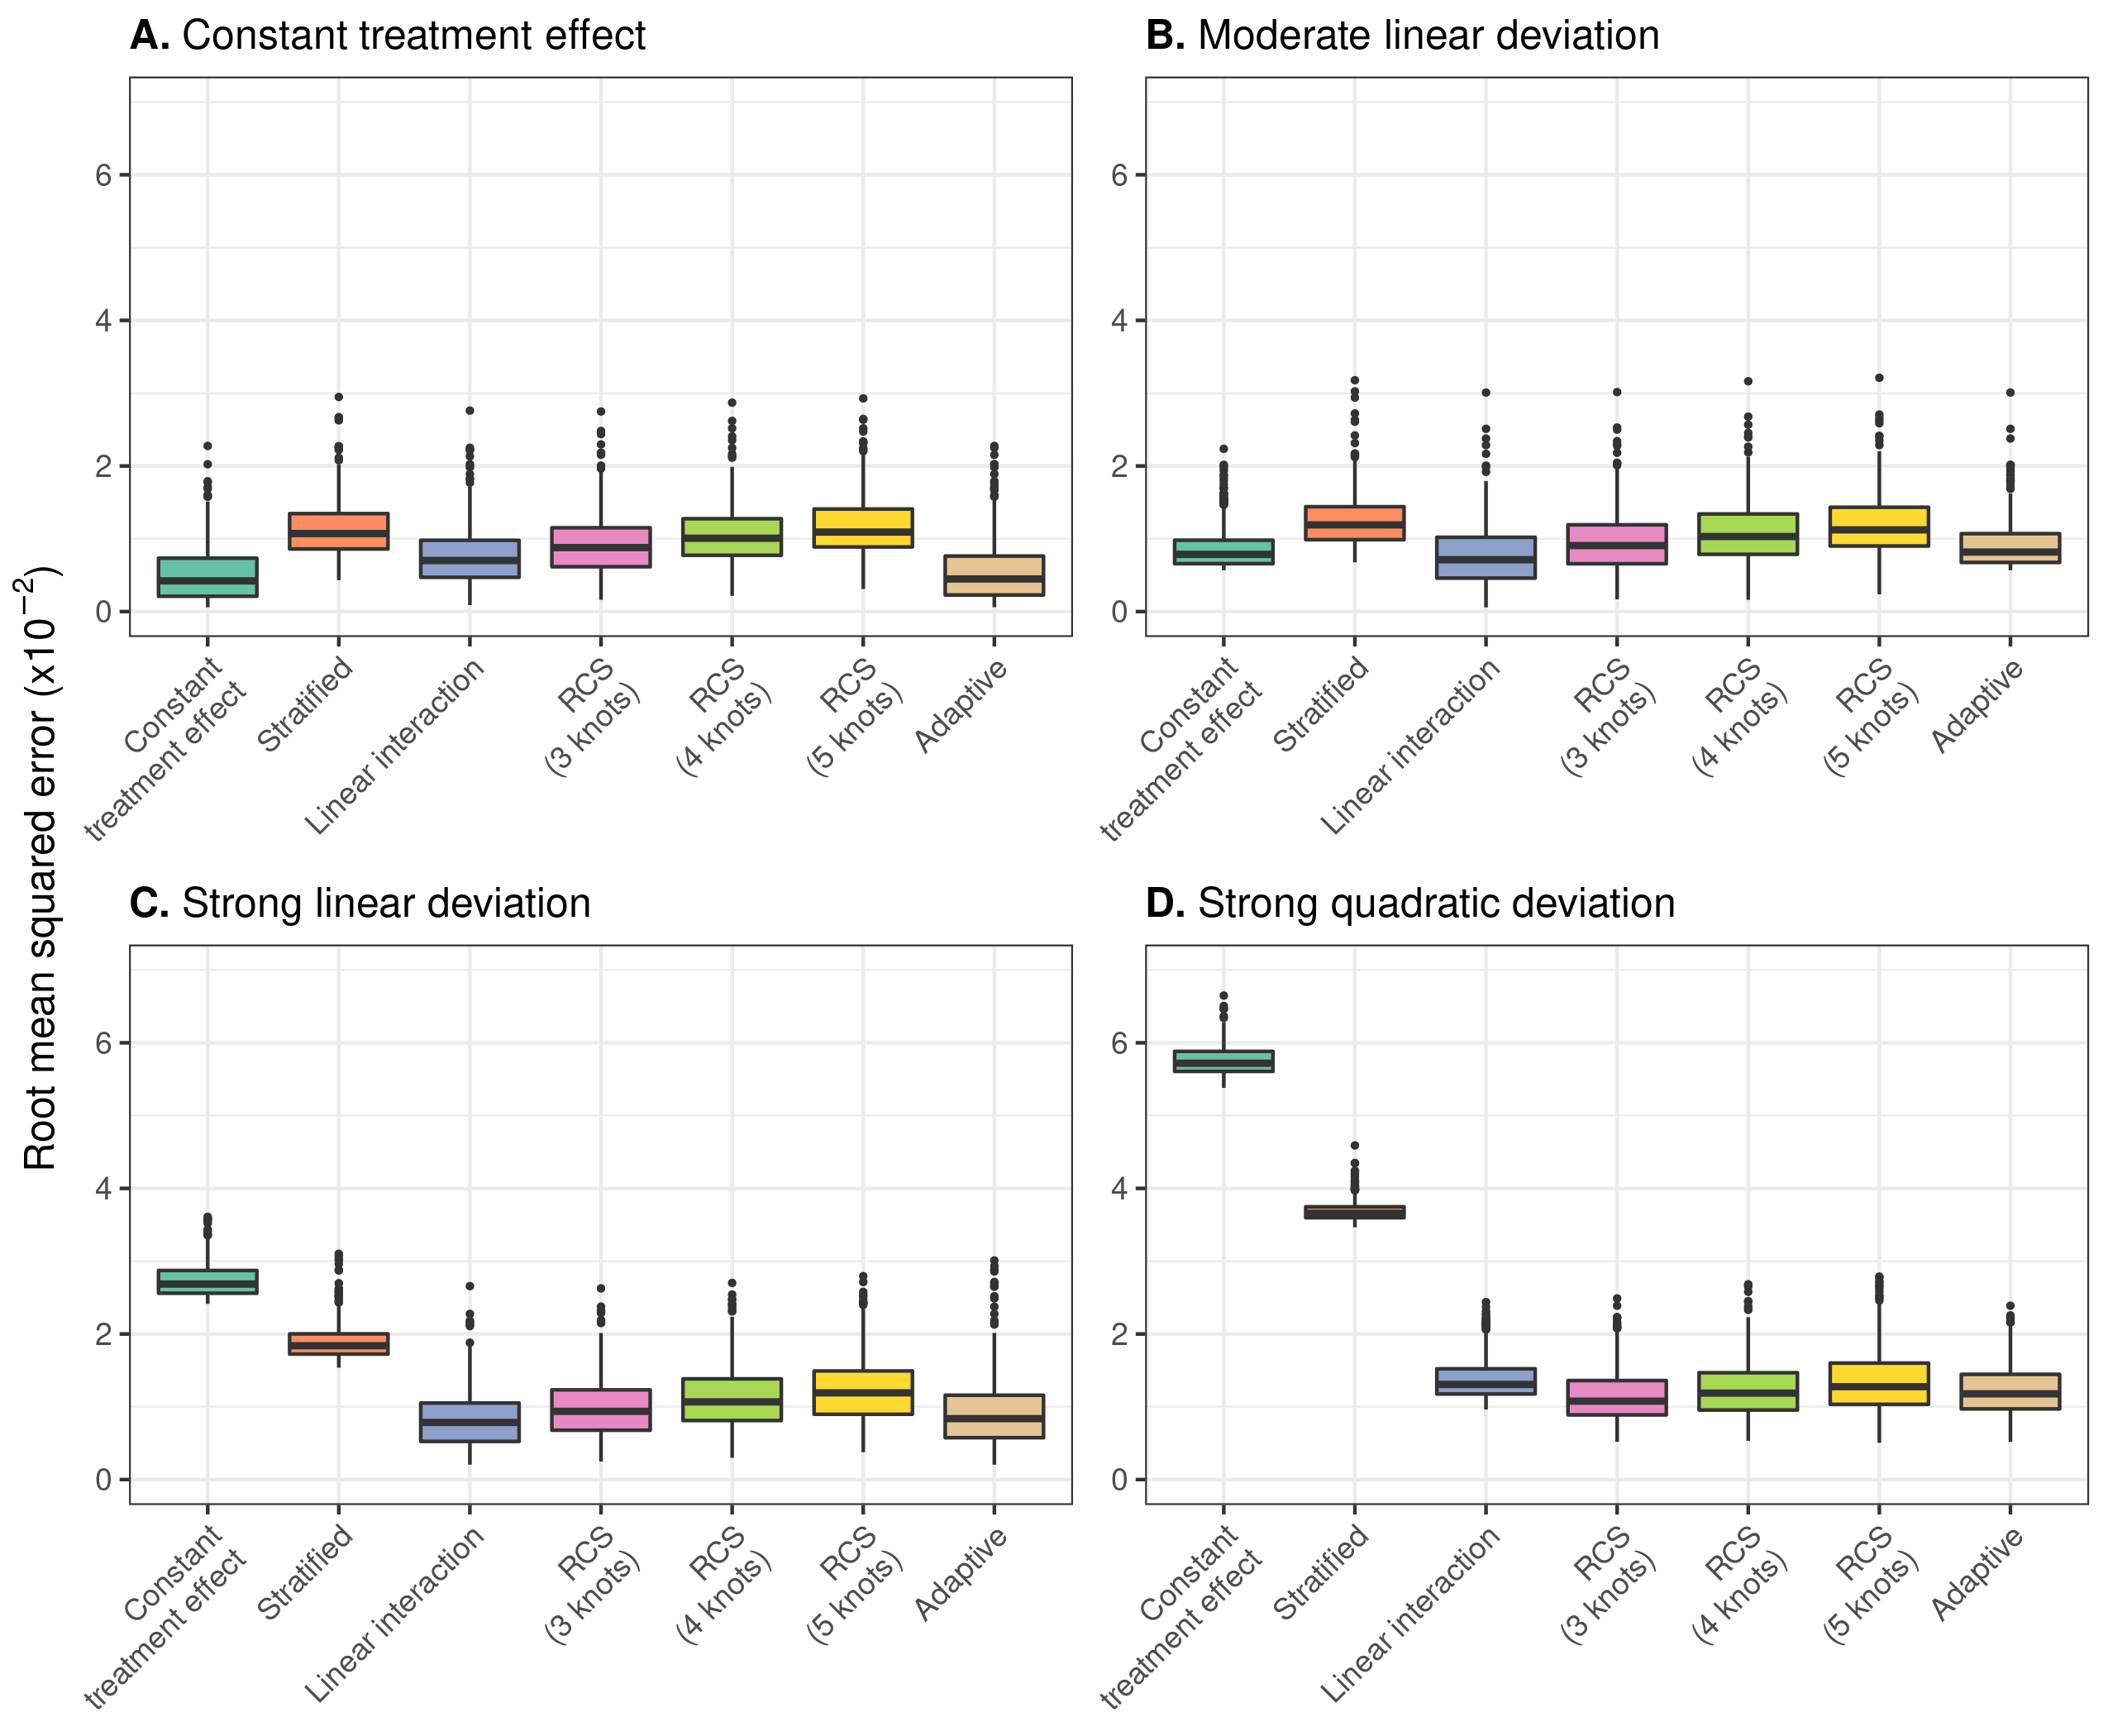 Root mean squared error (x10⁻²)
A. Constant treatment effect
6
4
2
0
Constant
treatment effect
Stratified
Linear interaction
RCS
(3 knots)
RCS
(4 knots)
RCS
(5 knots)
Adaptive
B. Moderate linear deviation
6
4
2
0
Constant
treatment effect
Stratified
Linear interaction
RCS
(3 knots)
RCS
(4 knots)
RCS
(5 knots)
Adaptive
C. Strong linear deviation
6
4
2
0
Constant
treatment effect
Stratified
Linear interaction
RCS
(3 knots)
RCS
(4 knots)
RCS
(5 knots)
Adaptive
D. Strong quadratic deviation
6
4
2
0
Constant
treatment effect
Stratified
Linear interaction
RCS
(3 knots)
RCS
(4 knots)
RCS
(5 knots)
Adaptive